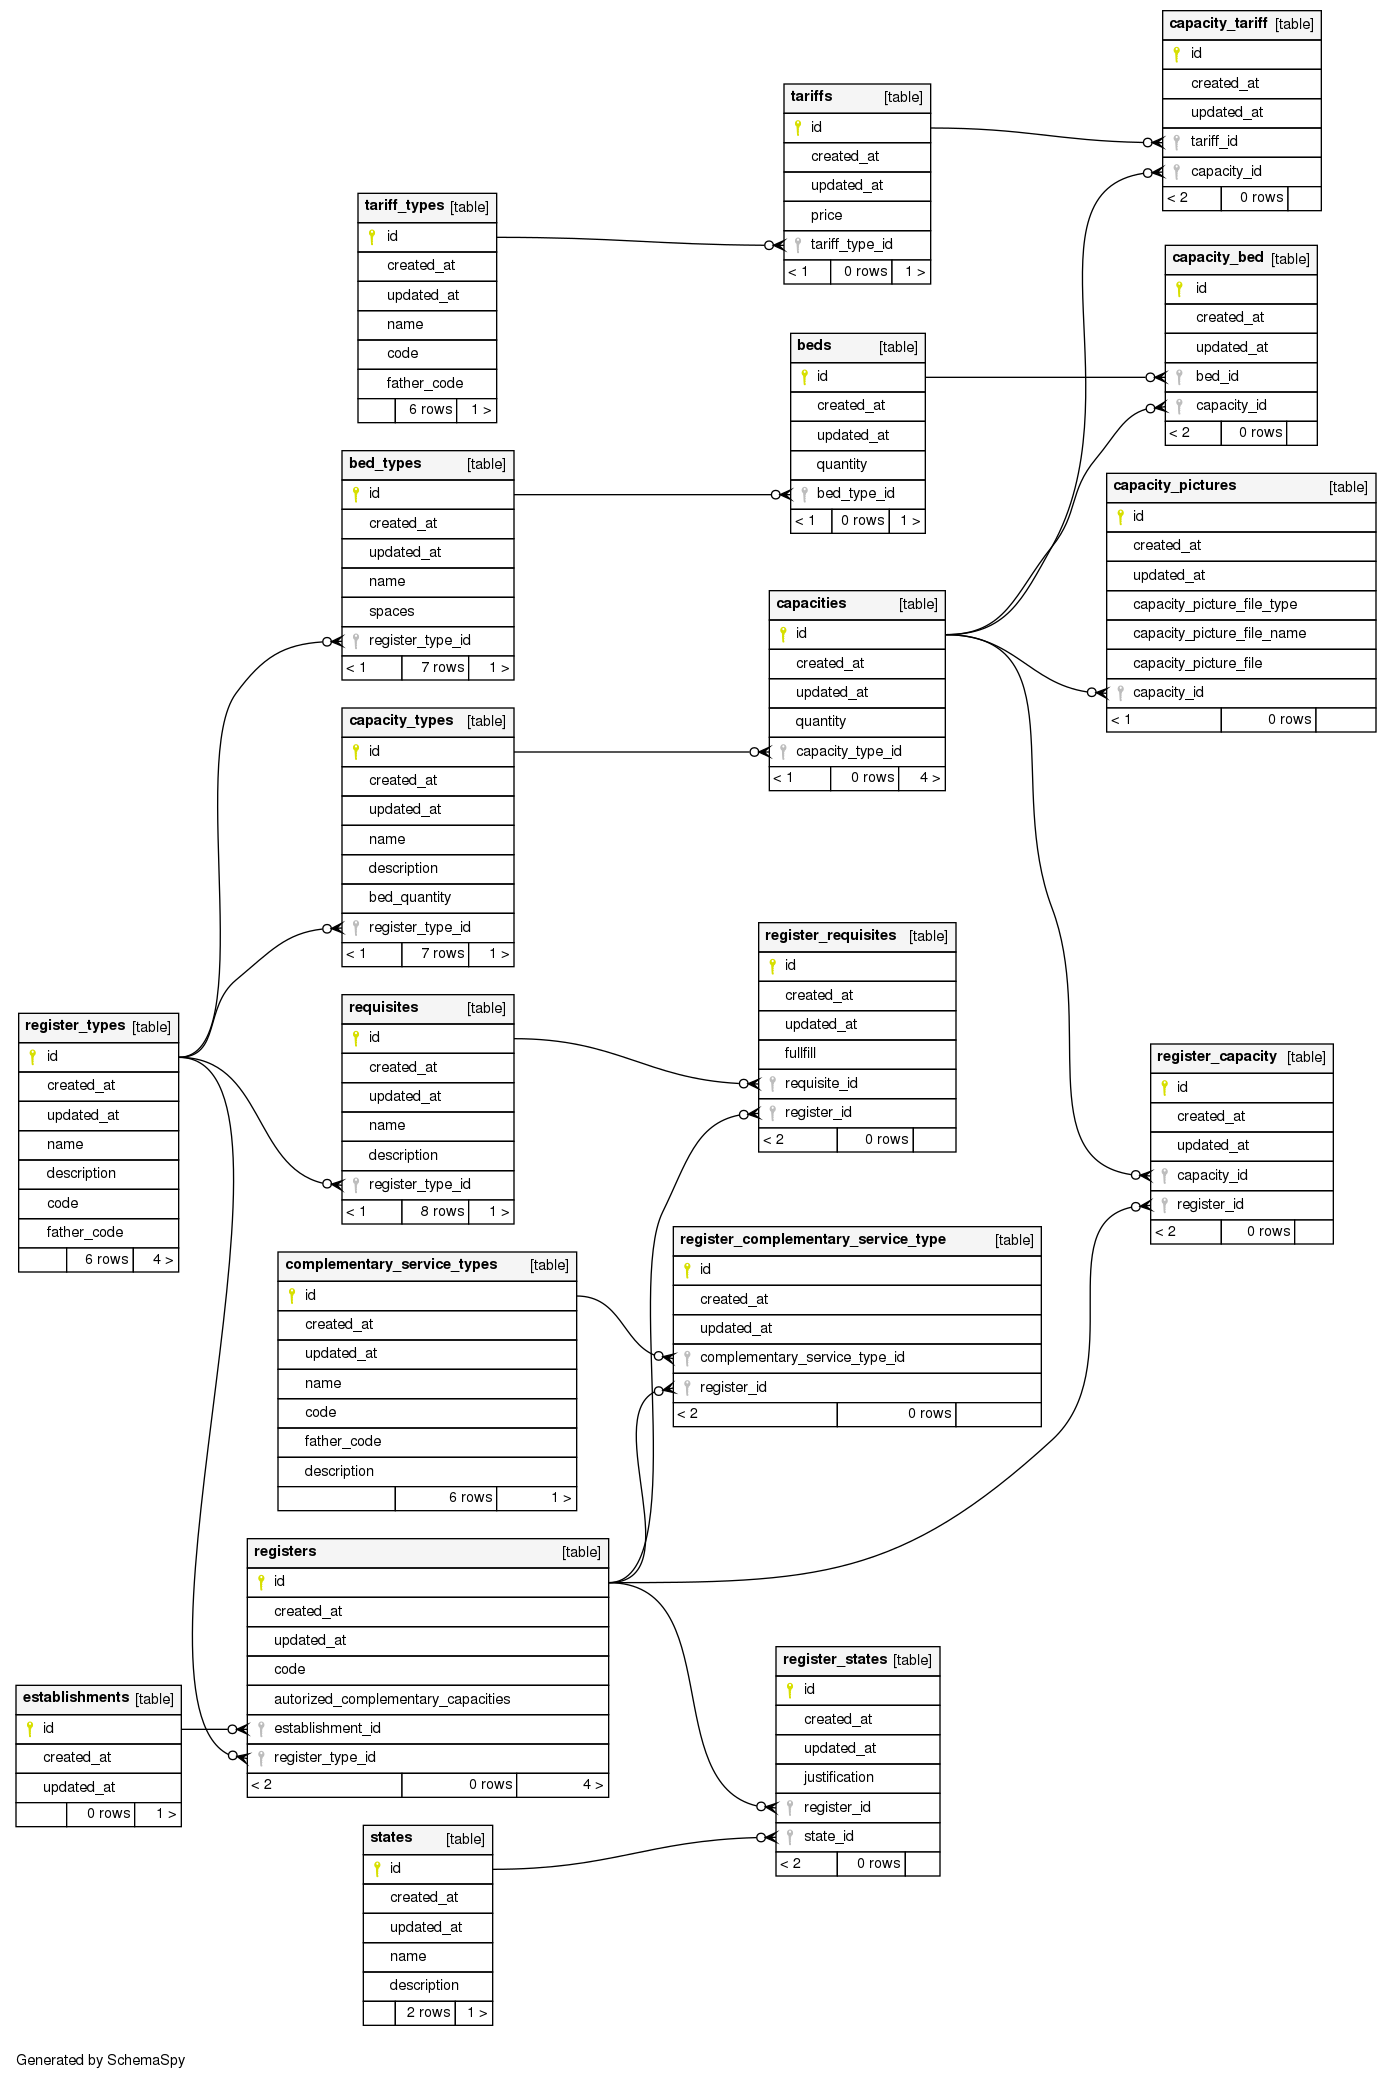 capacity_tariff [table]
id
created_at
updated_at
tariff_id
capacity_id
< 2 0 rows
tariffs [table]
id
created_at
updated_at
price
tariff_type_id
< 1 0 rows 1 >
tariff_types [table]
id
created_at
updated_at
name
code
father_code
6 rows 1 >
capacity_bed [table]
id
created_at
updated_at
bed_id
capacity_id
< 2 0 rows
beds [table]
id
created_at
updated_at
quantity
bed_type_id
< 1 0 rows 1 >
bed_types [table]
id
created_at
updated_at
name
spaces
register_type_id
< 1 7 rows 1 >
capacity_pictures [table]
id
created_at
updated_at
capacity_picture_file_type
capacity_picture_file_name
capacity_picture_file
capacity_id
< 1 0 rows
capacities [table]
id
created_at
updated_at
quantity
capacity_type_id
< 1 0 rows 4 >
capacity_types [table]
id
created_at
updated_at
name
description
bed_quantity
register_type_id
< 1 7 rows 1 >
register_requisites [table]
id
created_at
updated_at
fullfill
requisite_id
register_id
< 2 0 rows
requisites [table]
id
created_at
updated_at
name
description
register_type_id
< 1 8 rows 1 >
register_types [table]
id
created_at
updated_at
name
description
code
father_code
6 rows 4 >
register_capacity [table]
id
created_at
updated_at
capacity_id
register_id
< 2 0 rows
register_complementary_service_type [table]
id
created_at
updated_at
complementary_service_type_id
register_id
< 2 0 rows
complementary_service_types [table]
id
created_at
updated_at
name
code
father_code
description
6 rows 1 >
registers [table]
id
created_at
updated_at
code
autorized_complementary_capacities
establishment_id
register_type_id
< 2 0 rows 4 >
register_states [table]
id
created_at
updated_at
justification
register_id
state_id
< 2 0 rows
establishments [table]
id
created_at
updated_at
0 rows 1 >
states [table]
id
created_at
updated_at
name
description
2 rows 1 >
Generated by SchemaSpy